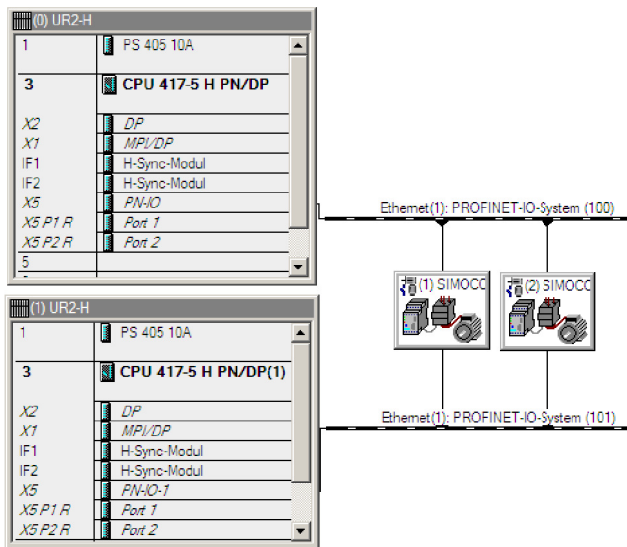 (0) UR2-H
1 PS 405 10A
3 CPU 417-5 H PN/DP
X2 DP
X1 MPI/DP
IF1 H-Sync-Modul
IF2 H-Sync-Modul
X5 PN-IO
X5 P1 R Port 1
X5 P2 R Port 2
5
Ethernet(1): PROFINET-IO-System (100)
(1) SIMOCC
(2) SIMOCC
(1) UR2-H
1 PS 405 10A
3 CPU 417-5 H PN/DP(1)
X2 DP
X1 MPI/DP
IF1 H-Sync-Modul
IF2 H-Sync-Modul
X5 PN-IO-1
X5 P1 R Port 1
X5 P2 R Port 2
Ethernet(1): PROFINET-IO-System (101)